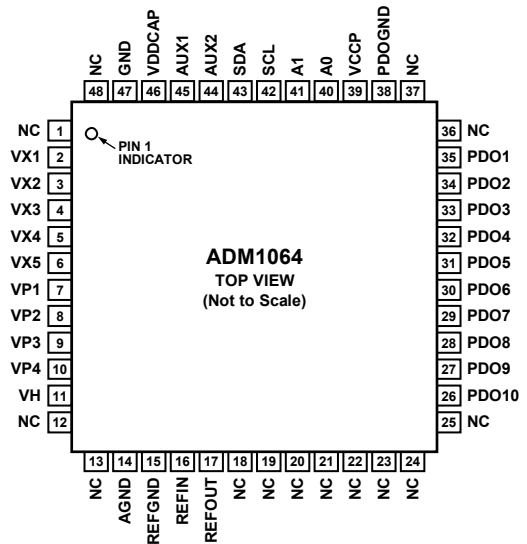 NC GND VDDCAP AUX1 AUX2 SDA SCL A1 A0 VCCP PDOGND NC
48 47 46 45 44 43 42 41 40 39 38 37
NC 1
VX1 2
VX2 3
VX3 4
VX4 5
VX5 6
VP1 7
VP2 8
VP3 9
VP4 10
VH 11
NC 12
PIN 1
INDICATOR
ADM1064
TOP VIEW
(Not to Scale)
36 NC
35 PDO1
34 PDO2
33 PDO3
32 PDO4
31 PDO5
30 PDO6
29 PDO7
28 PDO8
27 PDO9
26 PDO10
25 NC
13 14 15 16 17 18 19 20 21 22 23 24
NC AGND REFGND REFIN REFOUT NC NC NC NC NC NC NC